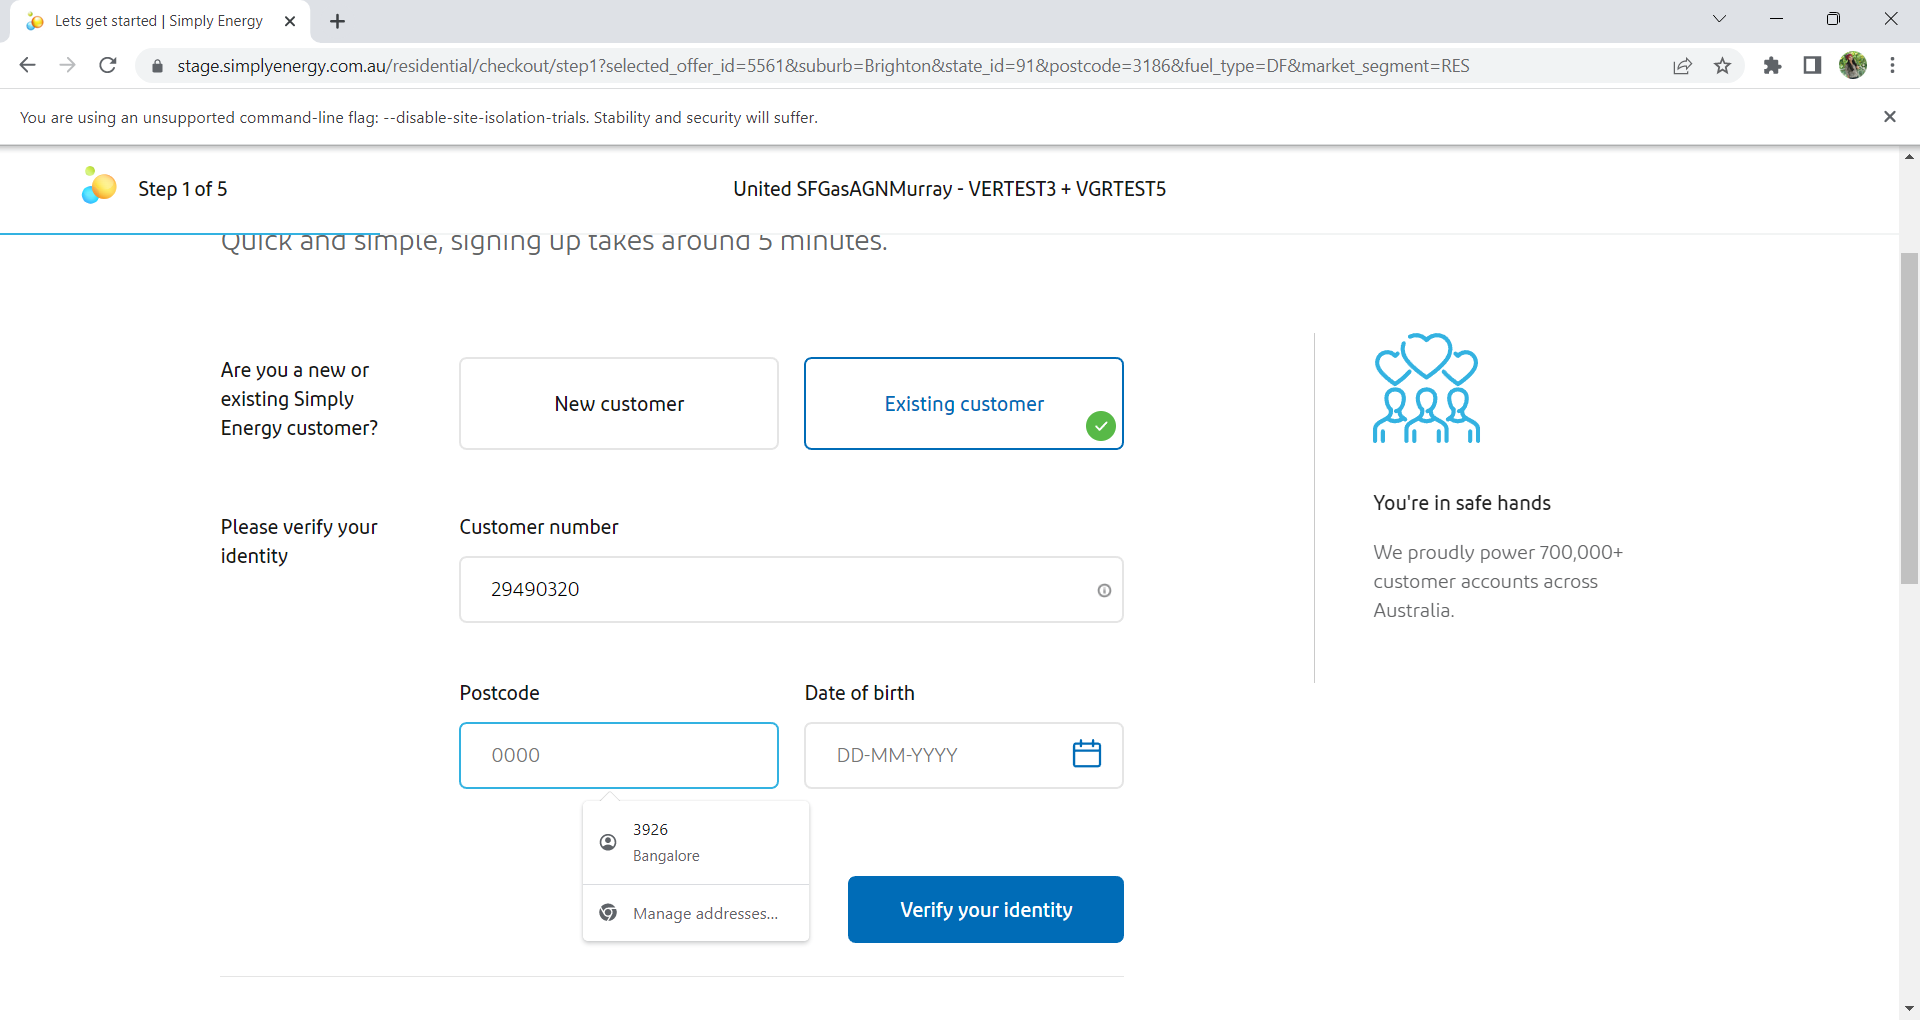 Lets get started | Simply Energy
stage.simplyenergy.com.au/residential/checkout/step1?selected_offer_id=5561&suburb=Brighton&state_id=91&postcode=3186&fuel_type=DF&market_segment=RES
You are using an unsupported command-line flag: --disable-site-isolation-trials. Stability and security will suffer.
Step 1 of 5
United SFGasAGNMurray - VERTEST3 + VGRTEST5
Quick and simple, signing up takes around 5 minutes.
Are you a new or
existing Simply
Energy customer?
New customer
Existing customer
Please verify your
identity
Customer number
29490320
Postcode
Date of birth
0000
DD-MM-YYYY
3926
Bangalore
Manage addresses...
Verify your identity
You're in safe hands
We proudly power 700,000+
customer accounts across
Australia.